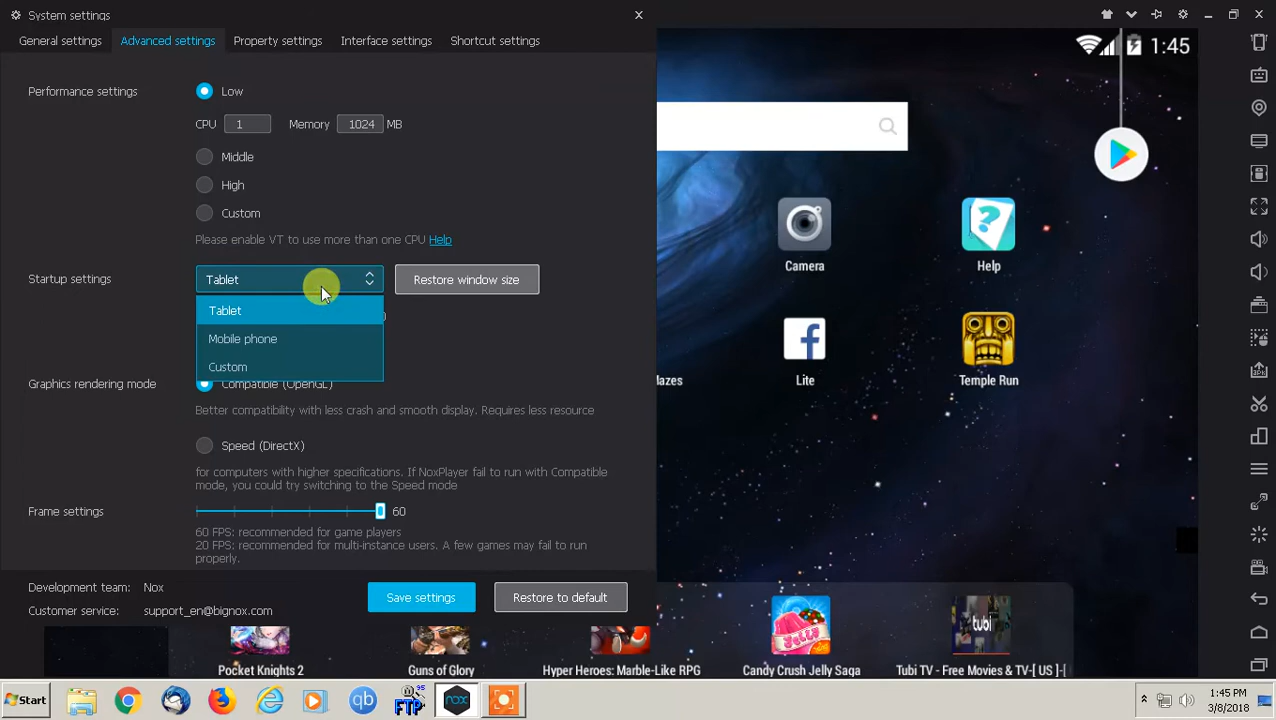 System settings
General settings Advanced settings Property settings Interface settings Shortcut settings
1:45
Performance settings Low
CPU 1 Memory 1024 MB
Middle
High
Custom
Please enable VT to use more than one CPU Help
Startup settings Tablet Restore window size
Tablet
Mobile phone
Custom
Graphics rendering mode Compatible (OpenGL)
Better compatibility with less crash and smooth display. Requires less resource
Speed (DirectX)
for computers with higher specifications. If NoxPlayer fail to run with Compatible
mode, you could try switching to the Speed mode
Frame settings 60
60 FPS: recommended for game players
20 FPS: recommended for multi-instance users. A few games may fail to run
properly.
Development team: Nox
Customer service: support_en@bignox.com
Save settings Restore to default
Camera Help
Mazes Lite Temple Run
tubi
JELLY
Pocket Knights 2 Guns of Glory Hyper Heroes: Marble-Like RPG Candy Crush Jelly Saga Tubi TV - Free Movies & TV-[ US ]-[
Start
qb
FTP
nox
1:45 PM
3/8/2018